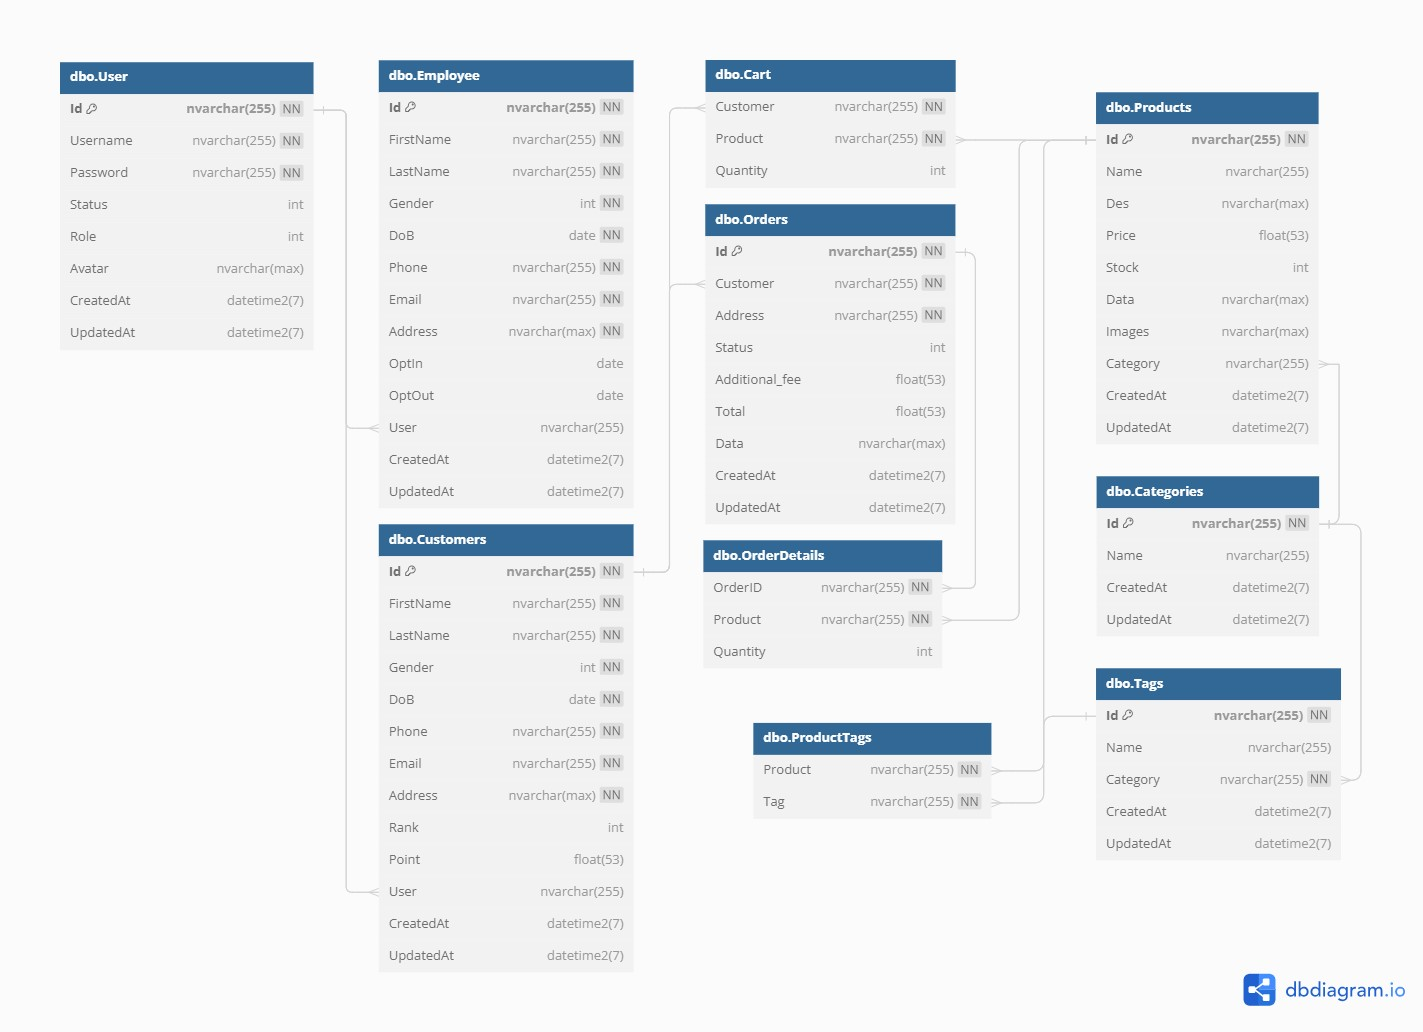 dbo.User
Id nvarchar(255) NN
Username nvarchar(255) NN
Password nvarchar(255) NN
Status int
Role int
Avatar nvarchar(max)
CreatedAt datetime2(7)
UpdatedAt datetime2(7)
dbo.Employee
Id nvarchar(255) NN
FirstName nvarchar(255) NN
LastName nvarchar(255) NN
Gender int NN
DoB date NN
Phone nvarchar(255) NN
Email nvarchar(255) NN
Address nvarchar(max) NN
OptIn date
OptOut date
User nvarchar(255)
CreatedAt datetime2(7)
UpdatedAt datetime2(7)
dbo.Customers
Id nvarchar(255) NN
FirstName nvarchar(255) NN
LastName nvarchar(255) NN
Gender int NN
DoB date NN
Phone nvarchar(255) NN
Email nvarchar(255) NN
Address nvarchar(max) NN
Rank int
Point float(53)
User nvarchar(255)
CreatedAt datetime2(7)
UpdatedAt datetime2(7)
dbo.Cart
Customer nvarchar(255) NN
Product nvarchar(255) NN
Quantity int
dbo.Orders
Id nvarchar(255) NN
Customer nvarchar(255) NN
Address nvarchar(255) NN
Status int
Additional_fee float(53)
Total float(53)
Data nvarchar(max)
CreatedAt datetime2(7)
UpdatedAt datetime2(7)
dbo.OrderDetails
OrderID nvarchar(255) NN
Product nvarchar(255) NN
Quantity int
dbo.ProductTags
Product nvarchar(255) NN
Tag nvarchar(255) NN
dbo.Products
Id nvarchar(255) NN
Name nvarchar(255)
Des nvarchar(max)
Price float(53)
Stock int
Data nvarchar(max)
Images nvarchar(max)
Category nvarchar(255)
CreatedAt datetime2(7)
UpdatedAt datetime2(7)
dbo.Categories
Id nvarchar(255) NN
Name nvarchar(255)
CreatedAt datetime2(7)
UpdatedAt datetime2(7)
dbo.Tags
Id nvarchar(255) NN
Name nvarchar(255)
Category nvarchar(255) NN
CreatedAt datetime2(7)
UpdatedAt datetime2(7)
dbdiagram.io